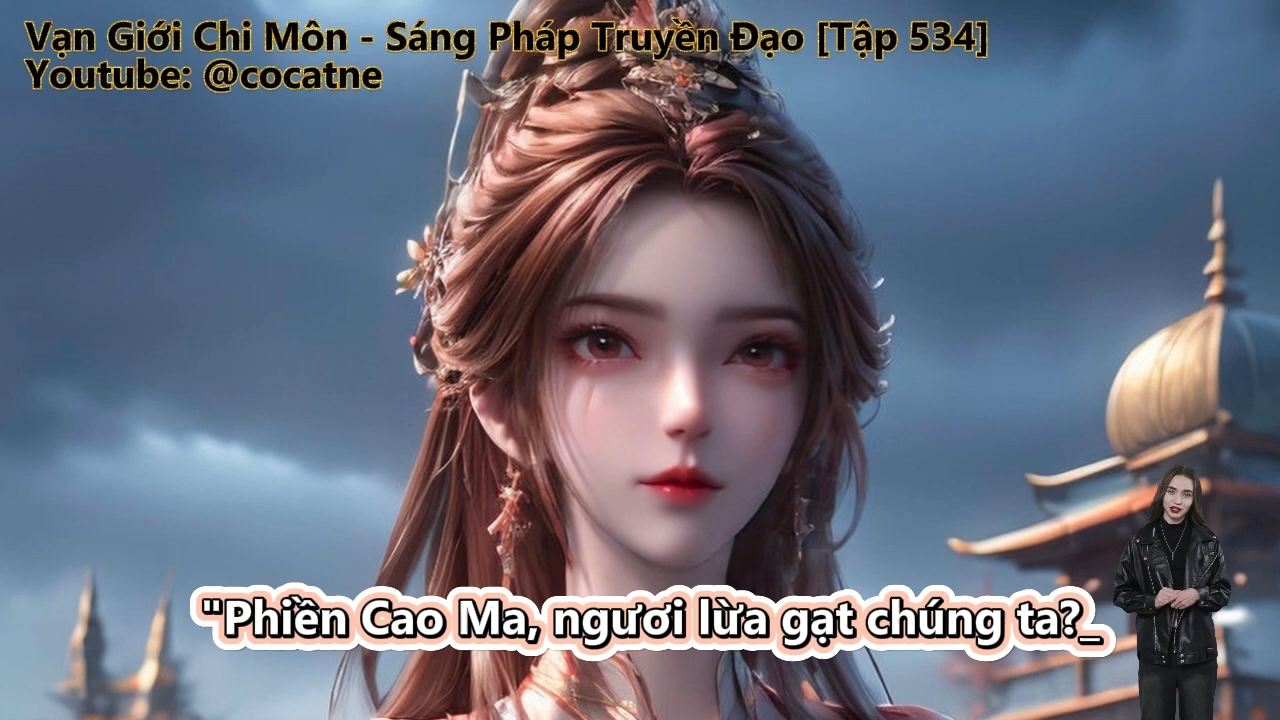 Vạn Giới Chi Môn - Sáng Pháp Truyền Đạo [Tập 534]
Youtube: @cocatne
"Phiền Cao Ma, ngươi lừa gạt chúng ta?_